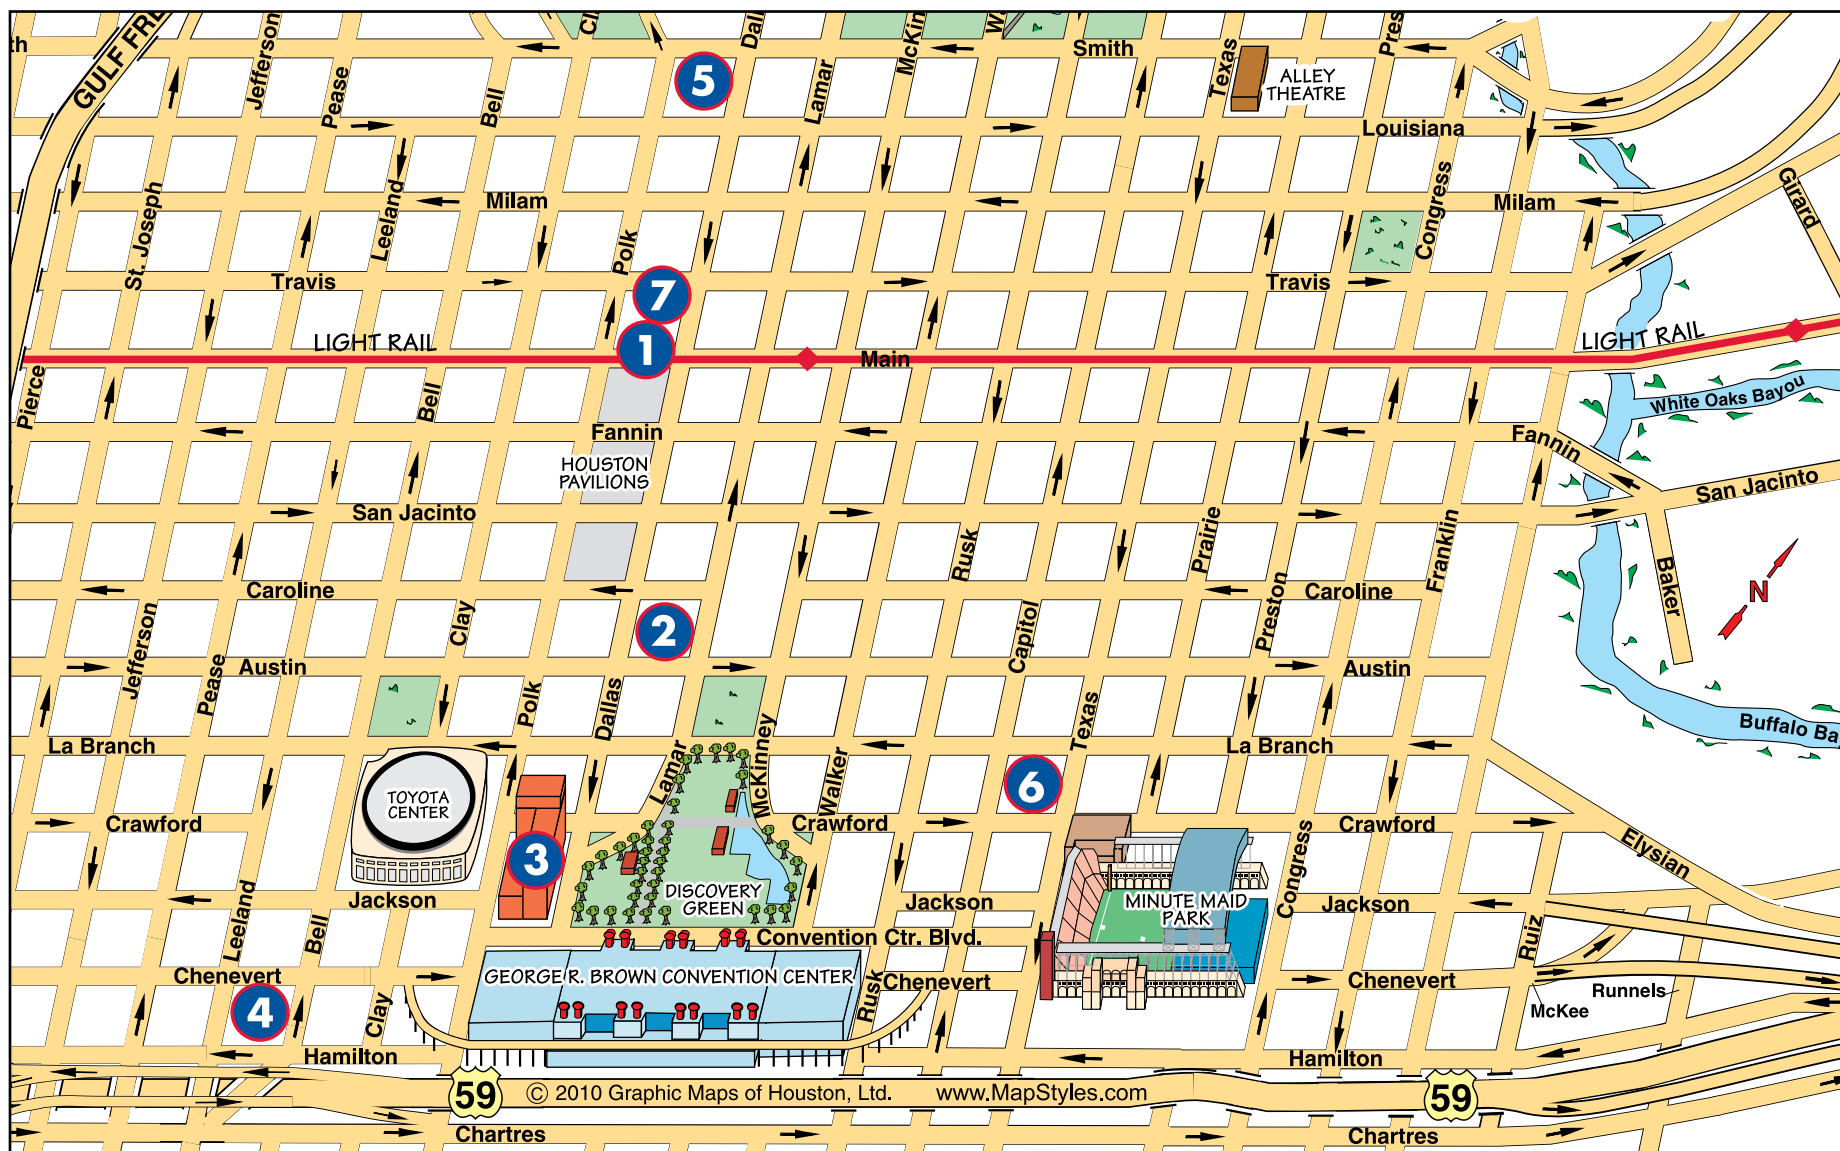 th
GULF FRE
Jefferson
Pease
Bell
Cl
5
Dal
Lamar
McKin
Wa
Smith
Texas
ALLEY
THEATRE
Pres
Louisiana
St. Joseph
Leeland
Milam
Polk
Congress
Milam
Girard
Travis
7
Travis
LIGHT RAIL
1
Main
LIGHT RAIL
Pierce
Bell
White Oaks Bayou
Fannin
Fannin
HOUSTON
PAVILIONS
San Jacinto
San Jacinto
Rusk
Prairie
Franklin
Baker
N
Caroline
Caroline
Jefferson
Pease
Clay
2
Capitol
Preston
Austin
Austin
Polk
Dallas
Lamar
McKinney
Walker
Texas
Buffalo Ba
La Branch
La Branch
TOYOTA
CENTER
6
Crawford
Crawford
Crawford
Elysian
3
DISCOVERY
GREEN
MINUTE MAID
PARK
Congress
Leeland
Bell
Jackson
Jackson
Jackson
Ruiz
Convention Ctr. Blvd.
Chenevert
GEORGE R. BROWN CONVENTION CENTER
Rusk
Chenevert
Chenevert
Runnels
McKee
4
Clay
Hamilton
Hamilton
59
© 2010 Graphic Maps of Houston, Ltd.
www.MapStyles.com
59
Chartres
Chartres